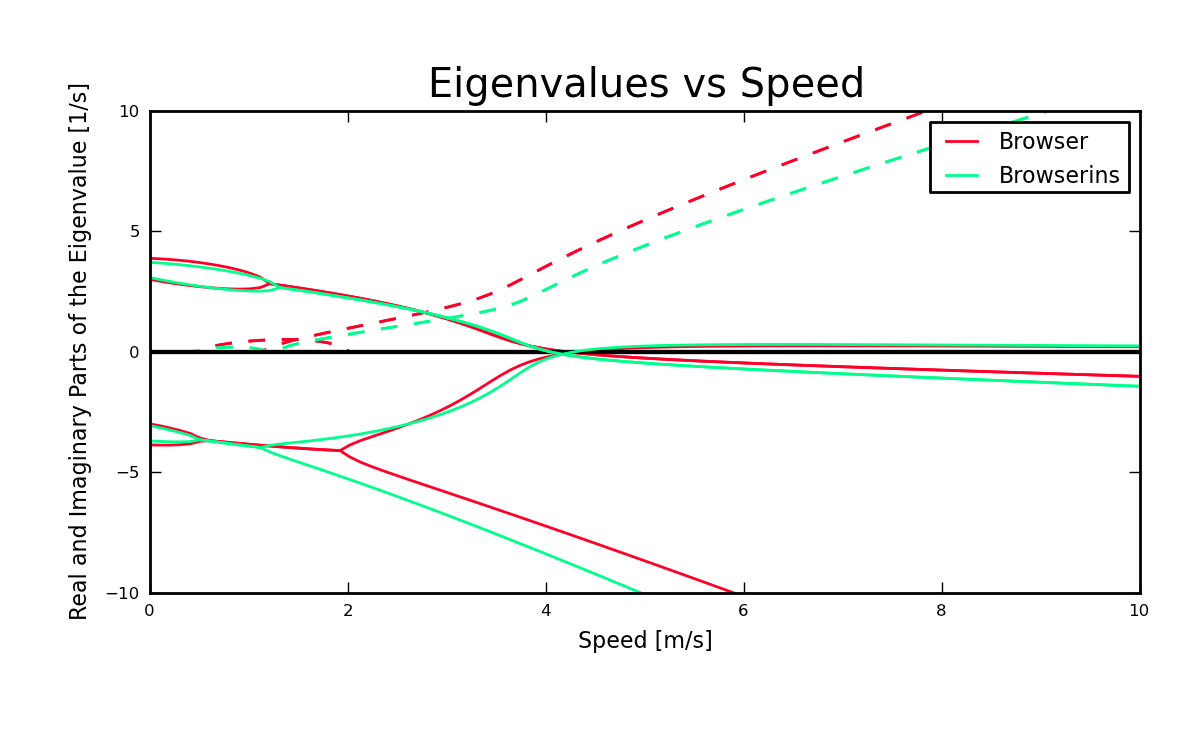 Eigenvalues vs Speed
Real and Imaginary Parts of the Eigenvalue [1/s]
10
5
0
−5
−10
Browser
Browserins
0 2 4 6 8 10
Speed [m/s]